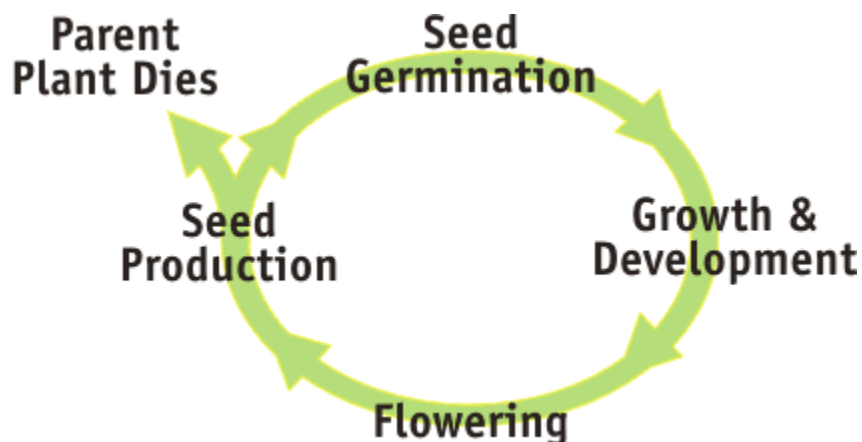 Parent
Plant Dies
Seed
Germination
Growth &
Development
Flowering
Seed
Production